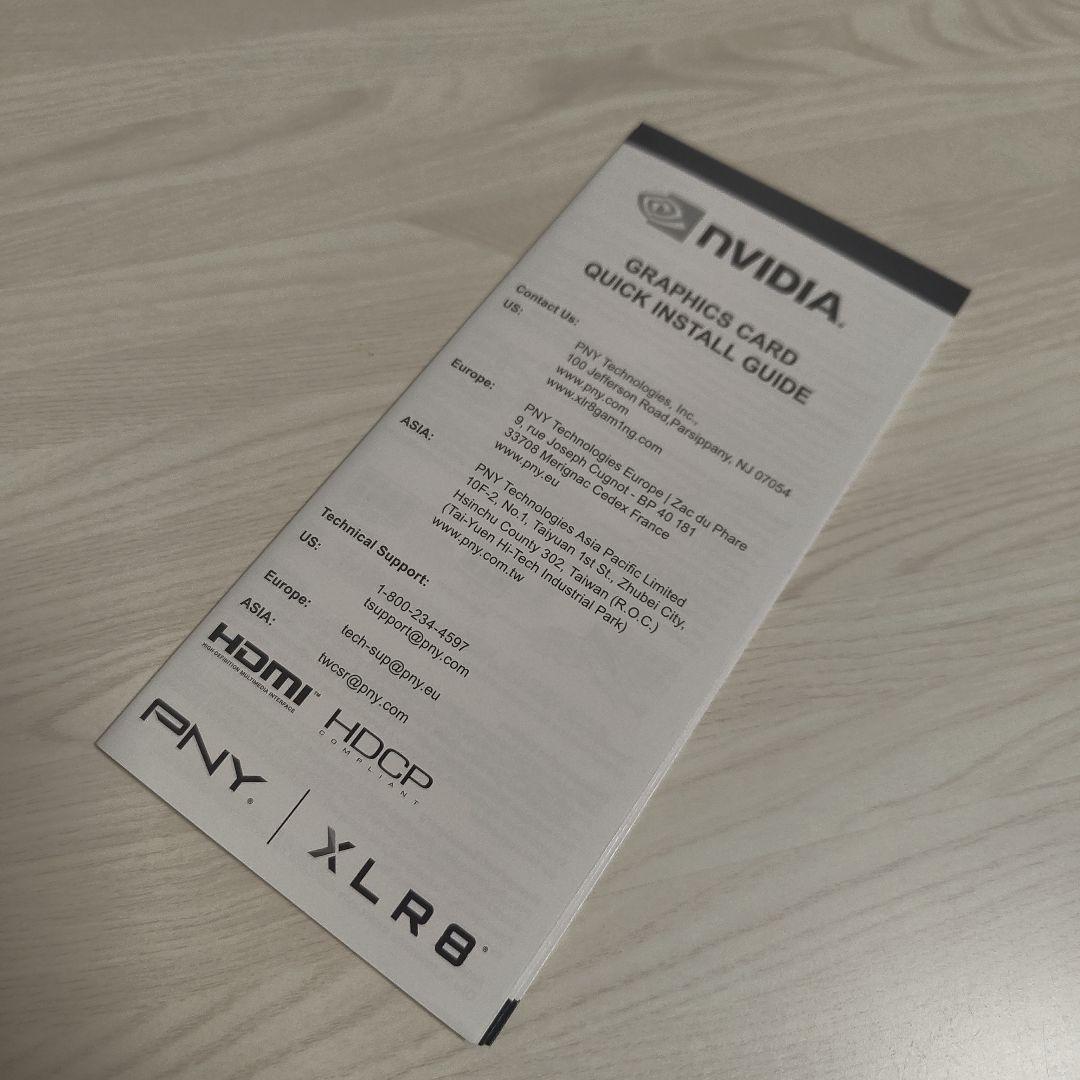 NVIDIA.
GRAPHICS CARD
QUICK INSTALL GUIDE
Contact Us:
US:
PNY Technologies, Inc.,
100 Jefferson Road,Parsippany, NJ 07054
www.pny.com
www.xlr8gam1ng.com
Europe:
PNY Technologies Europe | Zac du Phare
9, rue Joseph Cugnot - BP 40 181
33708 Merignac Cedex France
www.pny.eu
ASIA:
PNY Technologies Asia Pacific Limited
10F-2, No.1, Taiyuan 1st St., Zhubei City,
Hsinchu County 302, Taiwan (R.O.C.)
(Tai-Yuen Hi-Tech Industrial Park)
www.pny.com.tw
Technical Support:
US:
1-800-234-4597
tsupport@pny.com
Europe:
tech-sup@pny.eu
ASIA:
twcsr@pny.com
HDMI™
HIGH-DEFINITION MULTIMEDIA INTERFACE
HDCP
COMPLIANT
PNY® | XLR8®